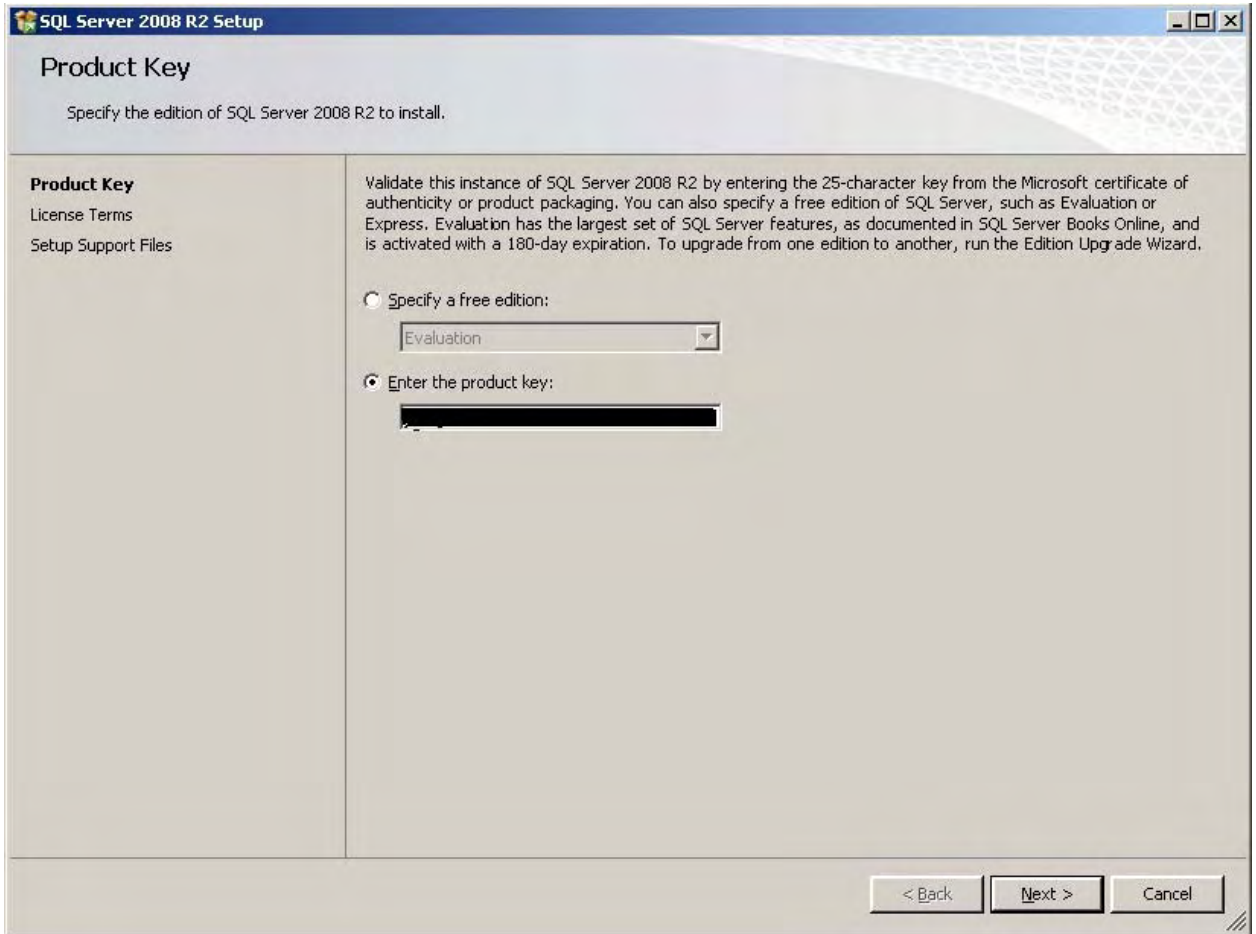 SQL Server 2008 R2 Setup
Product Key
Specify the edition of SQL Server 2008 R2 to install.
Product Key
License Terms
Setup Support Files
Validate this instance of SQL Server 2008 R2 by entering the 25-character key from the Microsoft certificate of
authenticity or product packaging. You can also specify a free edition of SQL Server, such as Evaluation or
Express. Evaluation has the largest set of SQL Server features, as documented in SQL Server Books Online, and
is activated with a 180-day expiration. To upgrade from one edition to another, run the Edition Upgrade Wizard.
Specify a free edition:
Evaluation
Enter the product key:
< Back
Next >
Cancel